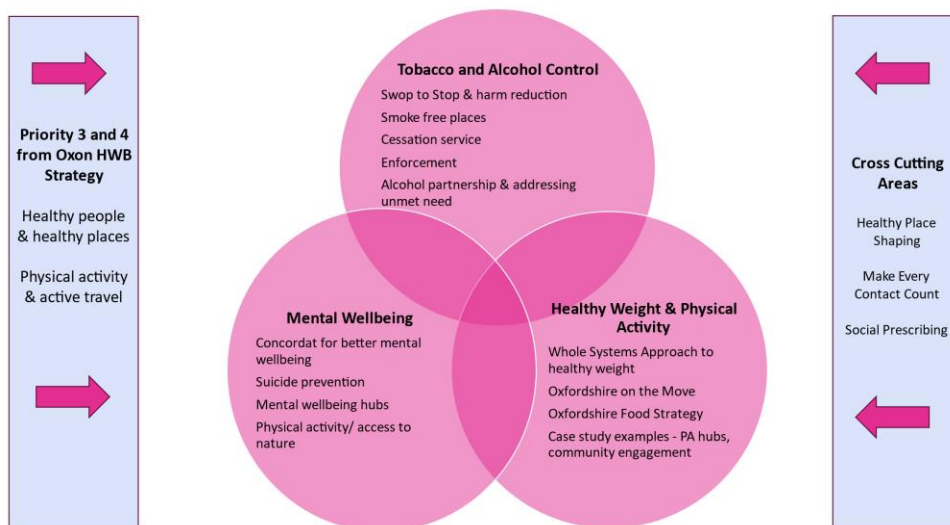 Priority 3 and 4
from Oxon HWB
Strategy
Healthy people
& healthy places
Physical activity
& active travel
Tobacco and Alcohol Control
Swop to Stop & harm reduction
Smoke free places
Cessation service
Enforcement
Alcohol partnership & addressing
unmet need
Mental Wellbeing
Concordat for better mental
wellbeing
Suicide prevention
Mental wellbeing hubs
Physical activity/ access to
nature
Healthy Weight & Physical
Activity
Whole Systems Approach to
healthy weight
Oxfordshire on the Move
Oxfordshire Food Strategy
Case study examples - PA hubs,
community engagement
Cross Cutting
Areas
Healthy Place
Shaping
Make Every
Contact Count
Social Prescribing